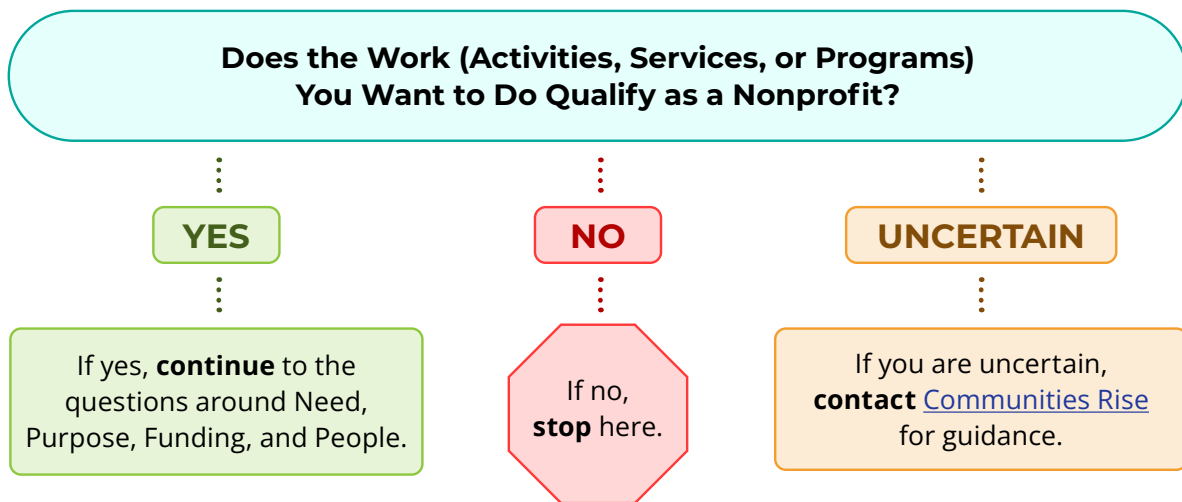 Does the Work (Activities, Services, or Programs)
You Want to Do Qualify as a Nonprofit?
YES
NO
UNCERTAIN
If yes, continue to the
questions around Need,
Purpose, Funding, and People.
If no,
stop here.
If you are uncertain,
contact Communities Rise
for guidance.